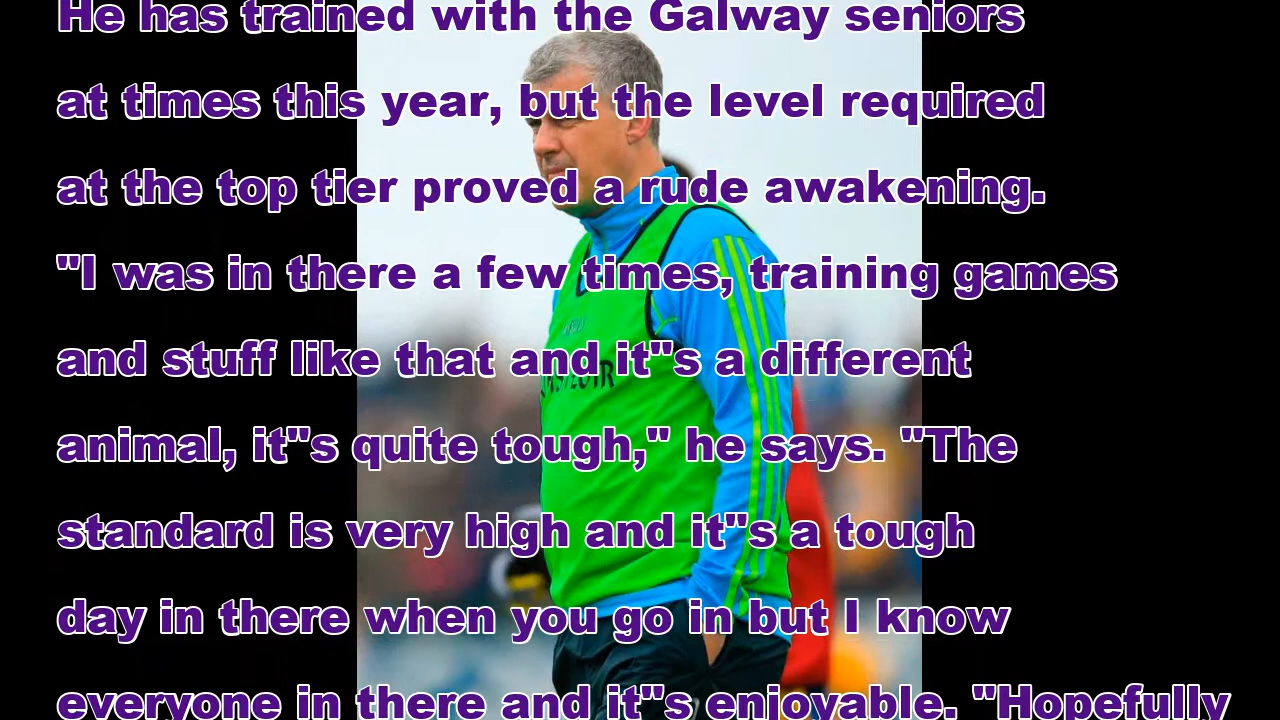 He has trained with the Galway seniors
at times this year, but the level required
at the top tier proved a rude awakening.
"I was in there a few times, training games
and stuff like that and it"s a different
animal, it"s quite tough," he says. "The
standard is very high and it"s a tough
day in there when you go in but I know
everyone in there and it"s enjoyable. "Hopefully